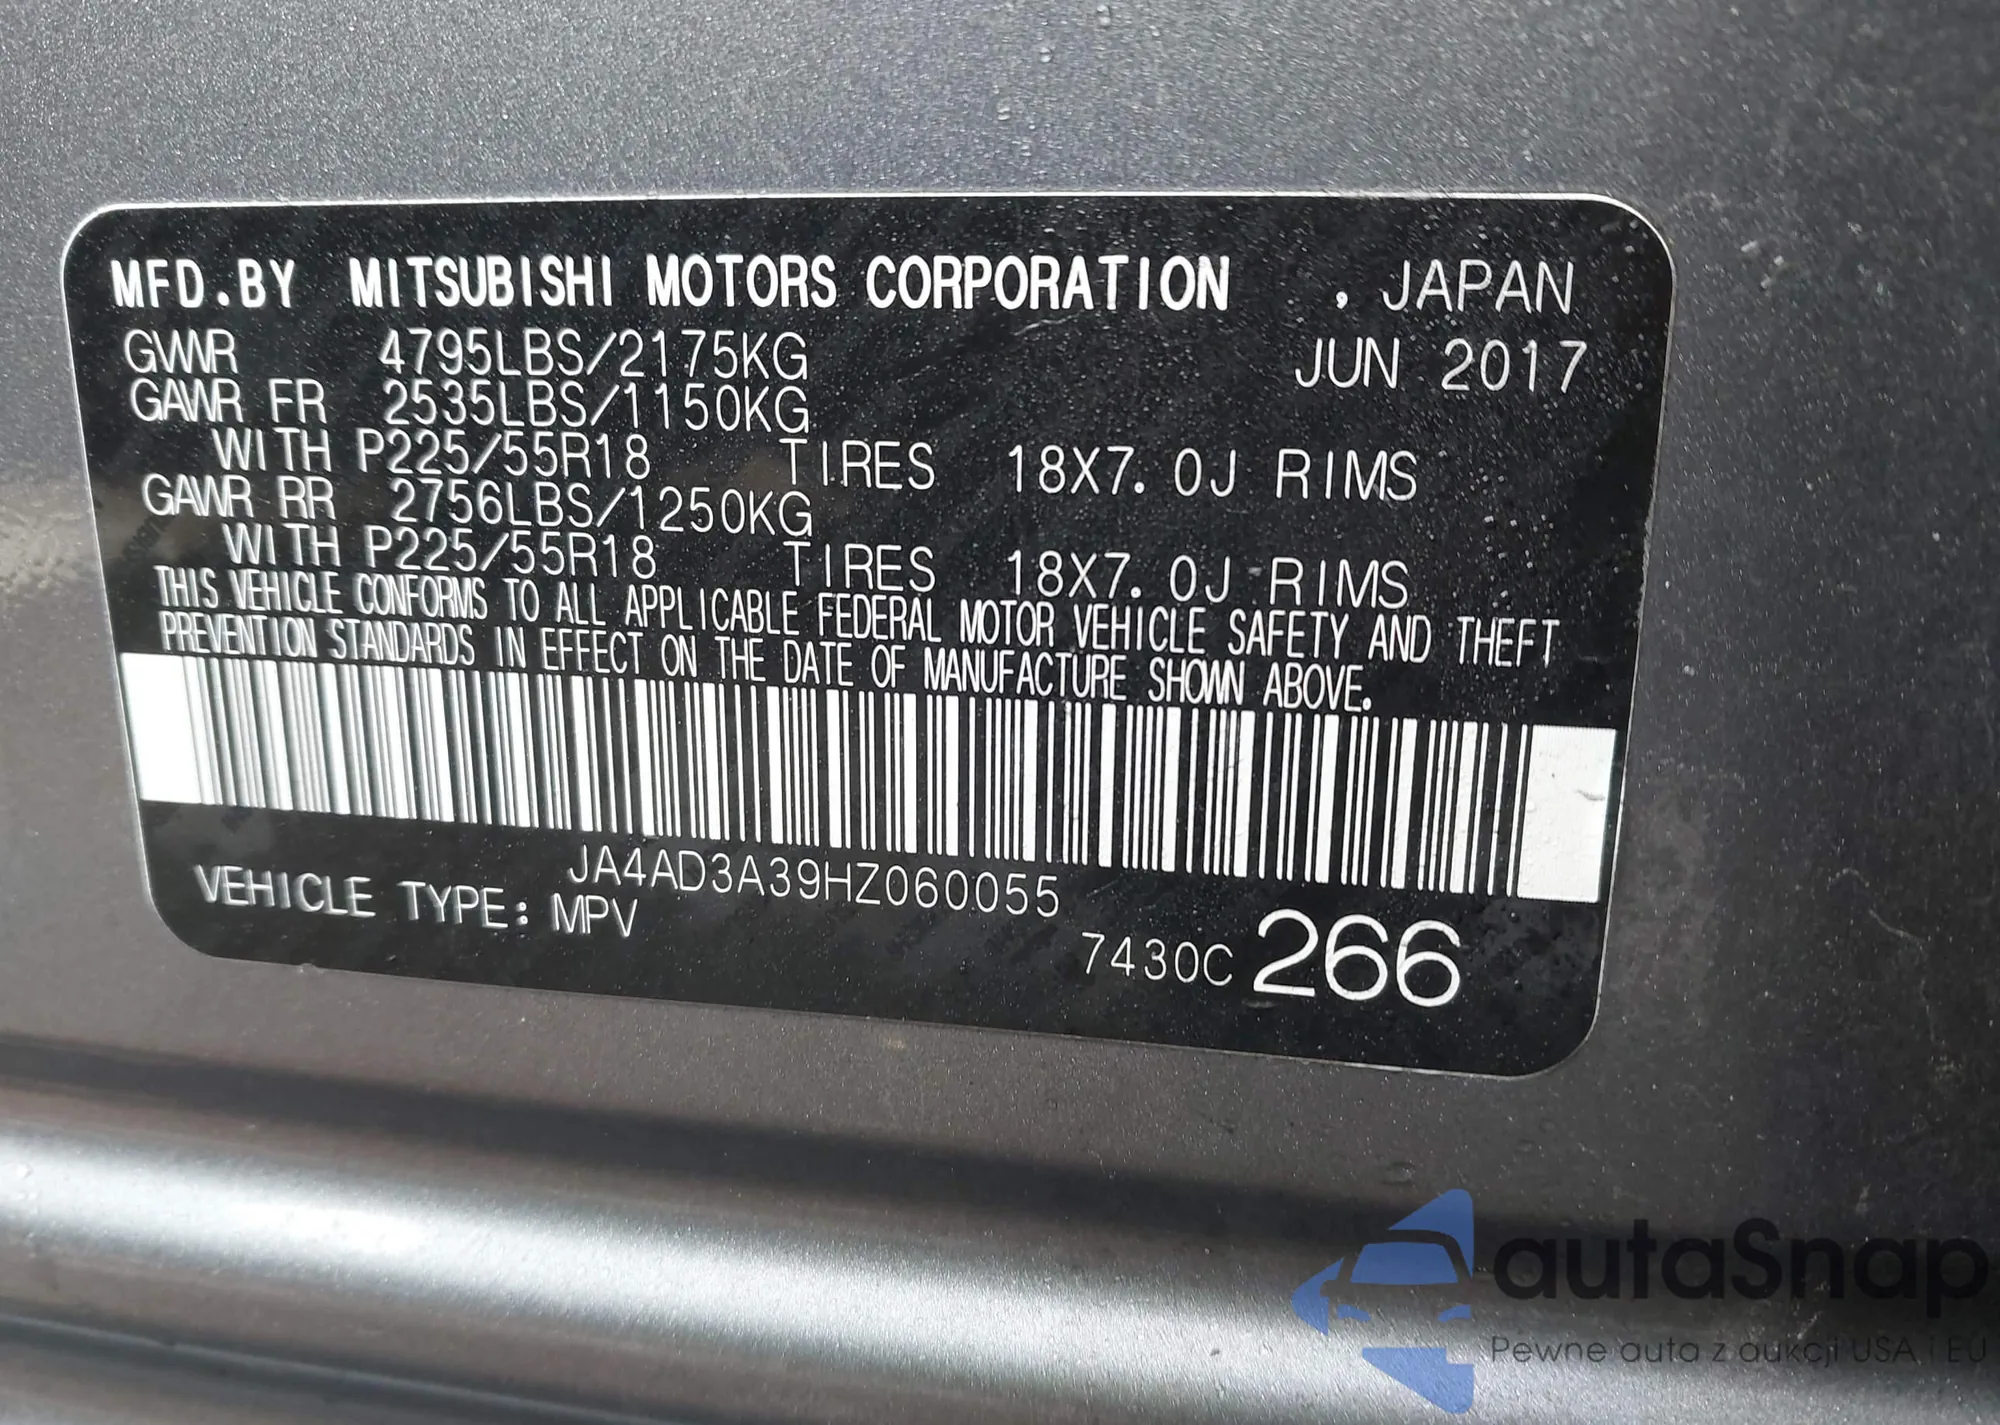 MFD.BY MITSUBISHI MOTORS CORPORATION , JAPAN
GVWR 4795LBS/2175KG JUN 2017
GAWR FR 2535LBS/1150KG
WITH P225/55R18 TIRES 18X7.0J RIMS
GAWR RR 2756LBS/1250KG
WITH P225/55R18 TIRES 18X7.0J RIMS
THIS VEHICLE CONFORMS TO ALL APPLICABLE FEDERAL MOTOR VEHICLE SAFETY AND THEFT
PREVENTION STANDARDS IN EFFECT ON THE DATE OF MANUFACTURE SHOWN ABOVE.
JA4AD3A39HZ060055
VEHICLE TYPE: MPV
7430C 266
autaSnap
Pewne auta z aukcji USA i EU